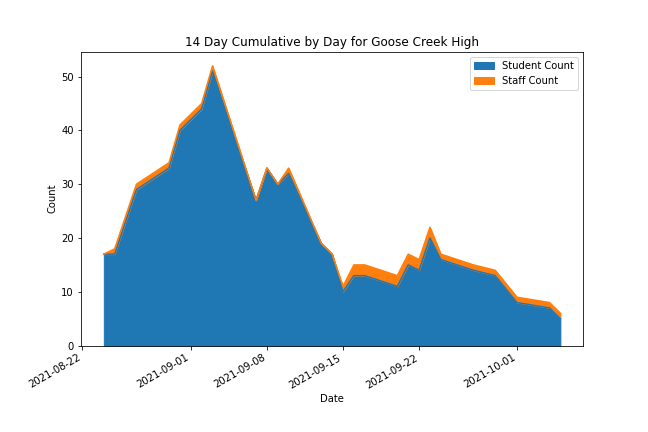 14 Day Cumulative by Day for Goose Creek High
Student Count
Staff Count
50
40
30
20
10
0
Count
2021-08-22
2021-09-01
2021-09-08
2021-09-15
2021-09-22
2021-10-01
Date